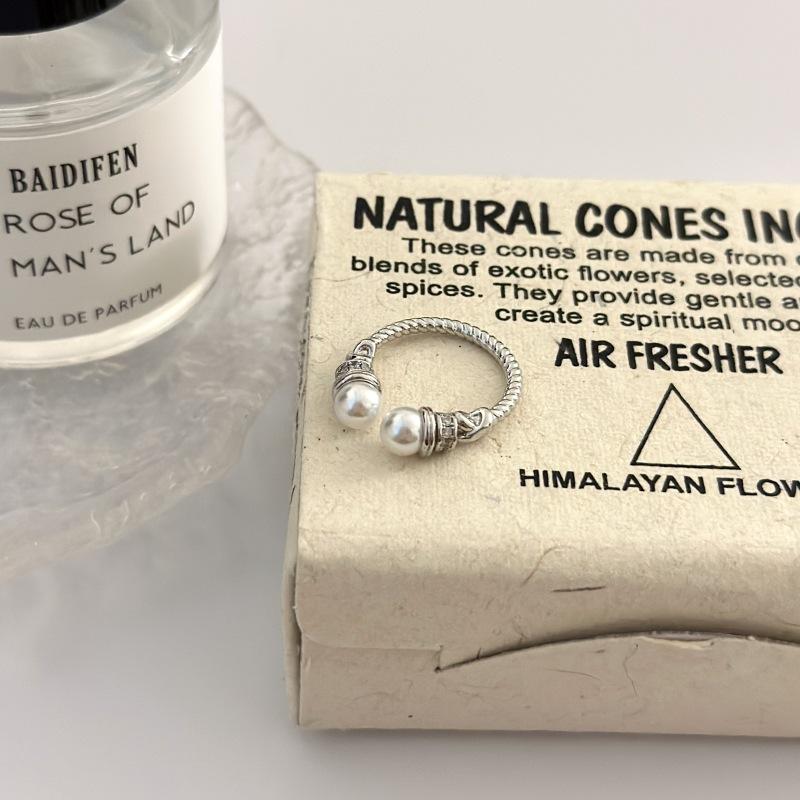 BAIDIFEN
ROSE OF
MAN'S LAND
EAU DE PARFUM
NATURAL CONES
These cones are made from
blends of exotic flowers, selected
spices. They provide gentle
create a spiritual
AIR FRESHER
HIMALAYAN